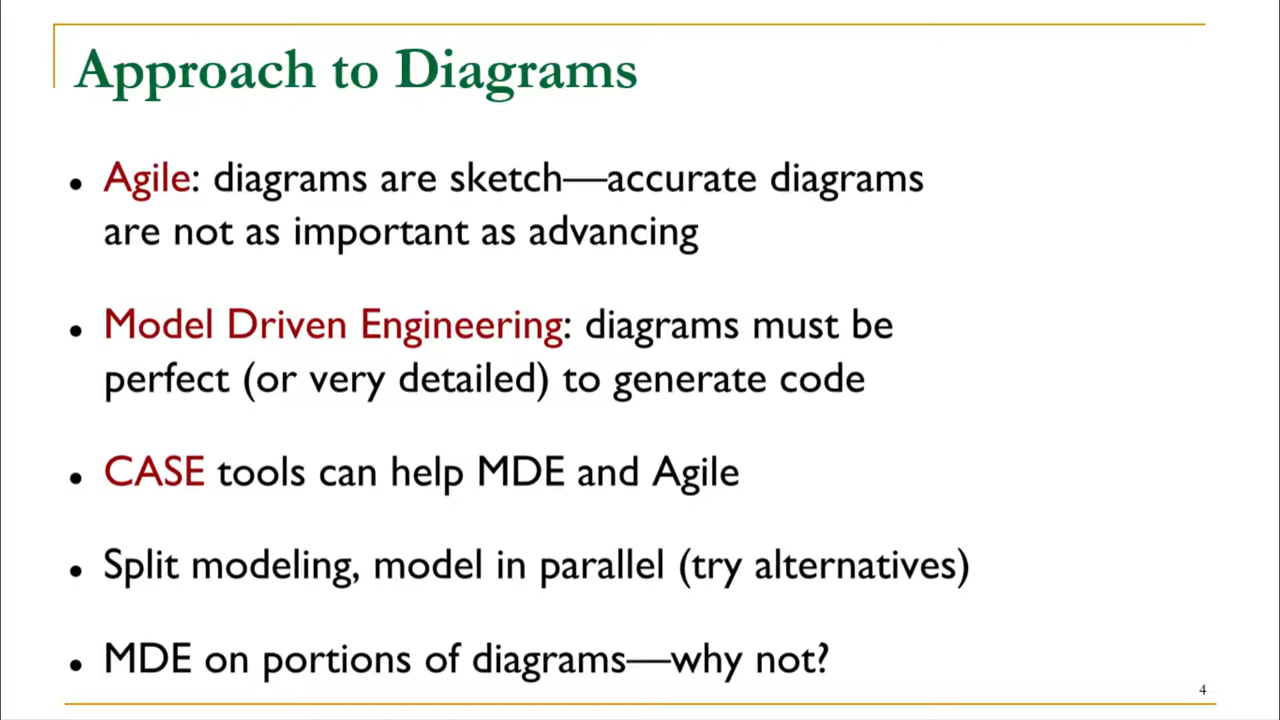 Approach to Diagrams
• Agile: diagrams are sketch—accurate diagrams
are not as important as advancing
• Model Driven Engineering: diagrams must be
perfect (or very detailed) to generate code
• CASE tools can help MDE and Agile
• Split modeling, model in parallel (try alternatives)
• MDE on portions of diagrams—why not?
4